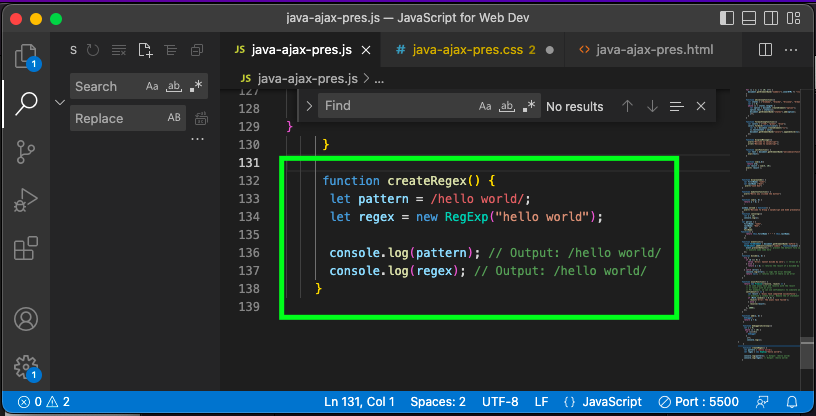 java-ajax-pres.js — JavaScript for Web Dev
S
JS java-ajax-pres.js
# java-ajax-pres.css 2
<> java-ajax-pres.html
1
Search Aa ab
Replace AB
JS java-ajax-pres.js > ...
Find Aa ab No results
127
128
129 }
130 }
131
132 function createRegex() {
133 let pattern = /hello world/;
134 let regex = new RegExp("hello world");
135
136 console.log(pattern); // Output: /hello world/
137 console.log(regex); // Output: /hello world/
138 }
139
1
0 2 Ln 131, Col 1 Spaces: 2 UTF-8 LF {} JavaScript Port : 5500